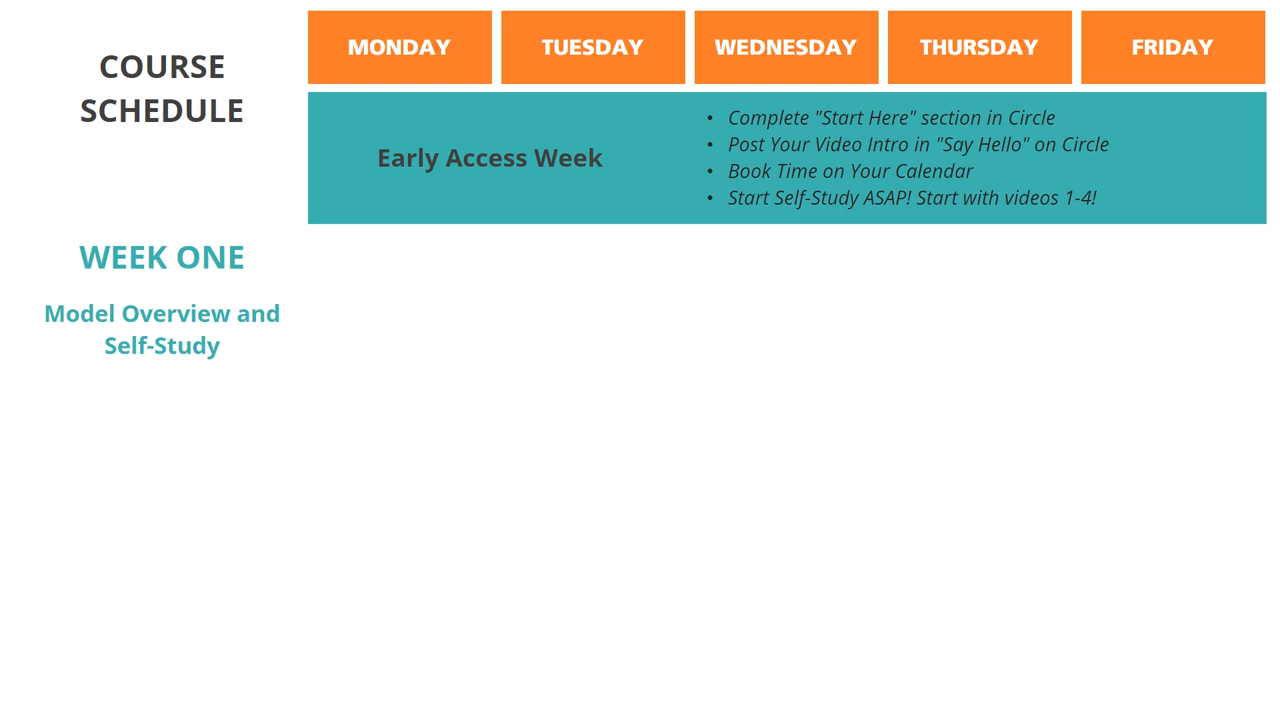 COURSE
SCHEDULE
MONDAY
TUESDAY
WEDNESDAY
THURSDAY
FRIDAY
Early Access Week
• Complete "Start Here" section in Circle
• Post Your Video Intro in "Say Hello" on Circle
• Book Time on Your Calendar
• Start Self-Study ASAP! Start with videos 1-4!
WEEK ONE
Model Overview and
Self-Study